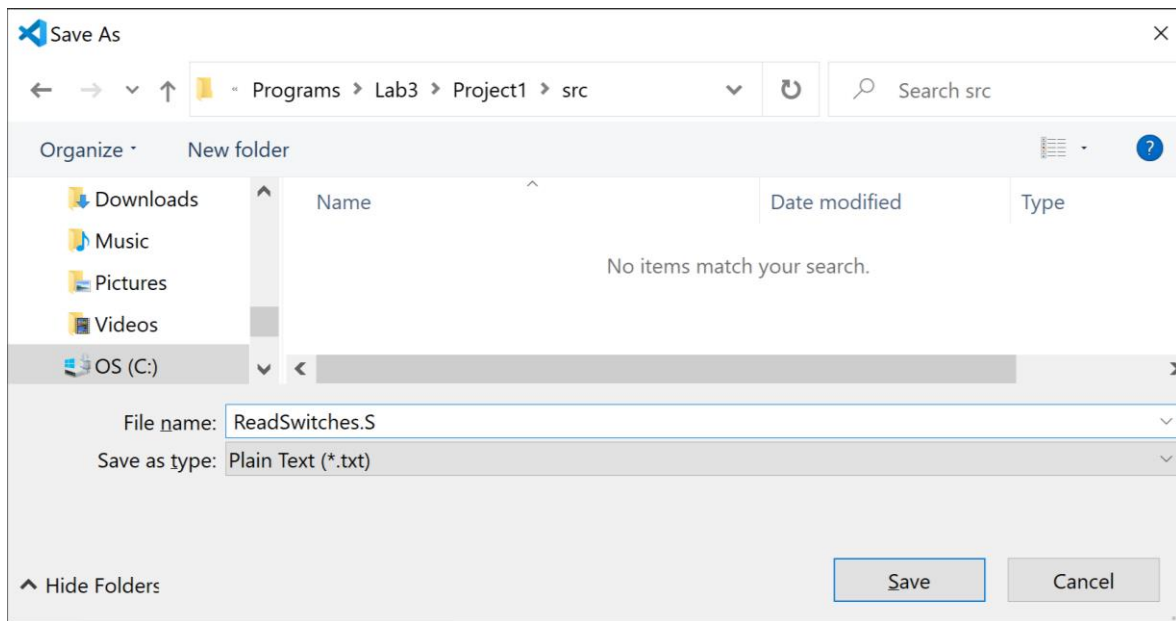 Save As
« Programs > Lab3 > Project1 > src
Search src
Organize
New folder
?
Downloads
Music
Pictures
Videos
OS (C:)
Name
Date modified
Type
No items match your search.
File name: ReadSwitches.S
Save as type: Plain Text (*.txt)
Hide Folders
Save
Cancel